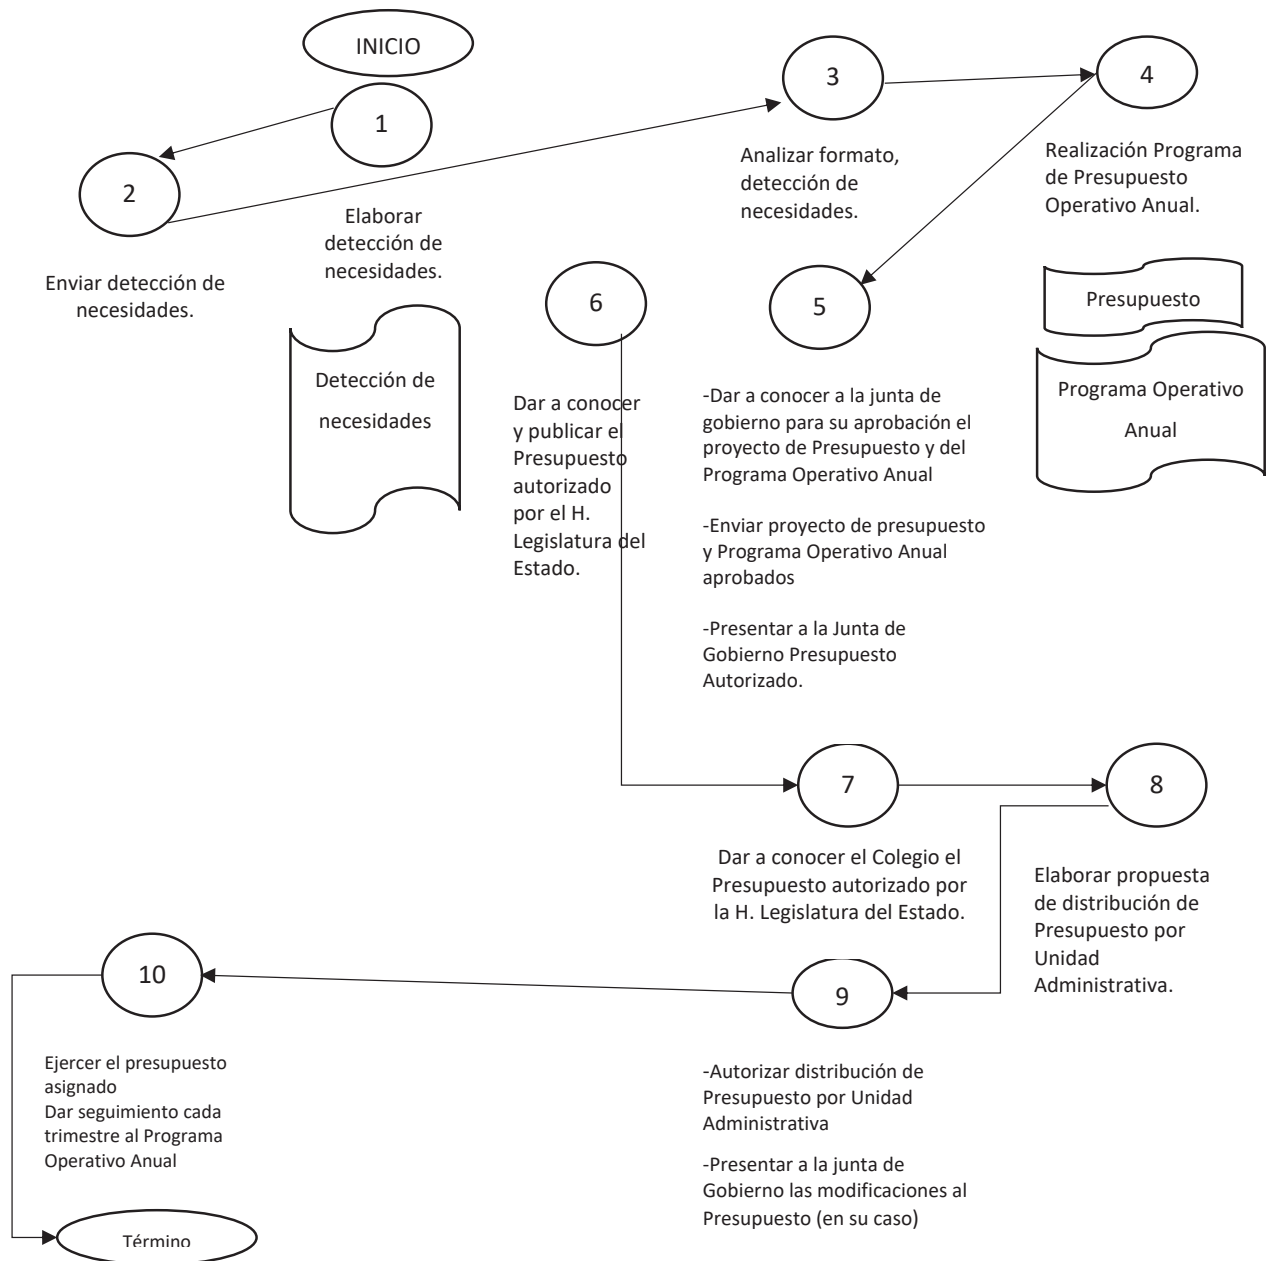 INICIO
1
Elaborar
detección de
necesidades.
Detección de
necesidades
2
Enviar detección de
necesidades.
3
Analizar formato,
detección de
necesidades.
4
Realización Programa
de Presupuesto
Operativo Anual.
Presupuesto
Programa Operativo
Anual
5
-Dar a conocer a la junta de
gobierno para su aprobación el
proyecto de Presupuesto y del
Programa Operativo Anual
-Enviar proyecto de presupuesto
y Programa Operativo Anual
aprobados
-Presentar a la Junta de
Gobierno Presupuesto
Autorizado.
6
Dar a conocer
y publicar el
Presupuesto
autorizado
por el H.
Legislatura del
Estado.
7
Dar a conocer el Colegio el
Presupuesto autorizado por
la H. Legislatura del Estado.
8
Elaborar propuesta
de distribución de
Presupuesto por
Unidad
Administrativa.
9
-Autorizar distribución de
Presupuesto por Unidad
Administrativa
-Presentar a la junta de
Gobierno las modificaciones al
Presupuesto (en su caso)
10
Ejercer el presupuesto
asignado
Dar seguimiento cada
trimestre al Programa
Operativo Anual
Término